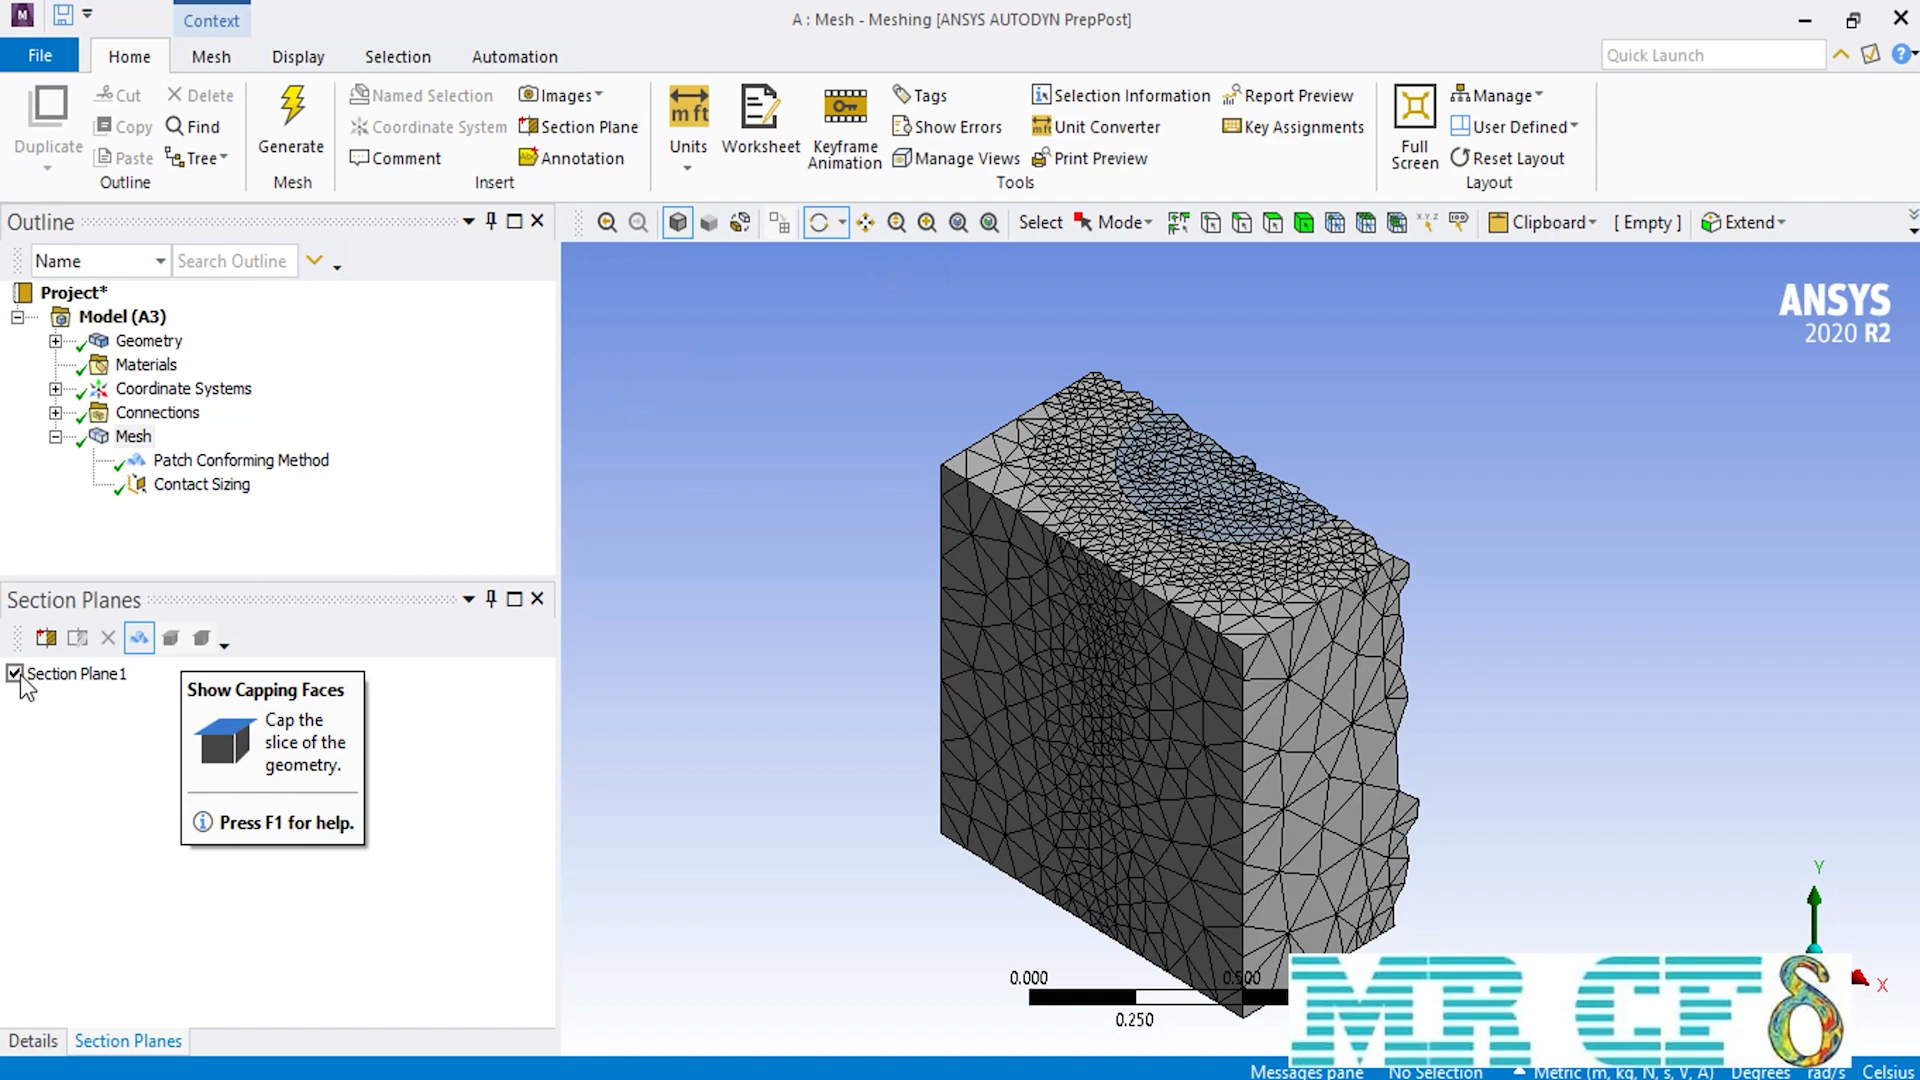 Context
A : Mesh - Meshing [ANSYS AUTODYN PrepPost]
File
Home
Mesh
Display
Selection
Automation
Quick Launch
Duplicate
Cut
Copy
Paste
Delete
Find
Tree
Outline
Generate
Mesh
Named Selection
Coordinate System
Comment
Images
Section Plane
Annotation
Insert
Units
Worksheet
Keyframe
Animation
Tags
Show Errors
Manage Views
Selection Information
Unit Converter
Print Preview
Report Preview
Key Assignments
Tools
Full
Screen
Manage
User Defined
Reset Layout
Layout
Outline
Select
Mode
Clipboard
[ Empty ]
Extend
Name
Search Outline
Project*
Model (A3)
Geometry
Materials
Coordinate Systems
Connections
Mesh
Patch Conforming Method
Contact Sizing
Section Planes
Section Plane1
Show Capping Faces
Cap the
slice of the
geometry.
Press F1 for help.
ANSYS
2020 R2
0.000
0.500
0.250
Y
X
MR CFδ
Details
Section Planes
Messages pane
No Selection
Metric (m, kg, N, s, V, A)
Degrees
rad/s
Celsius